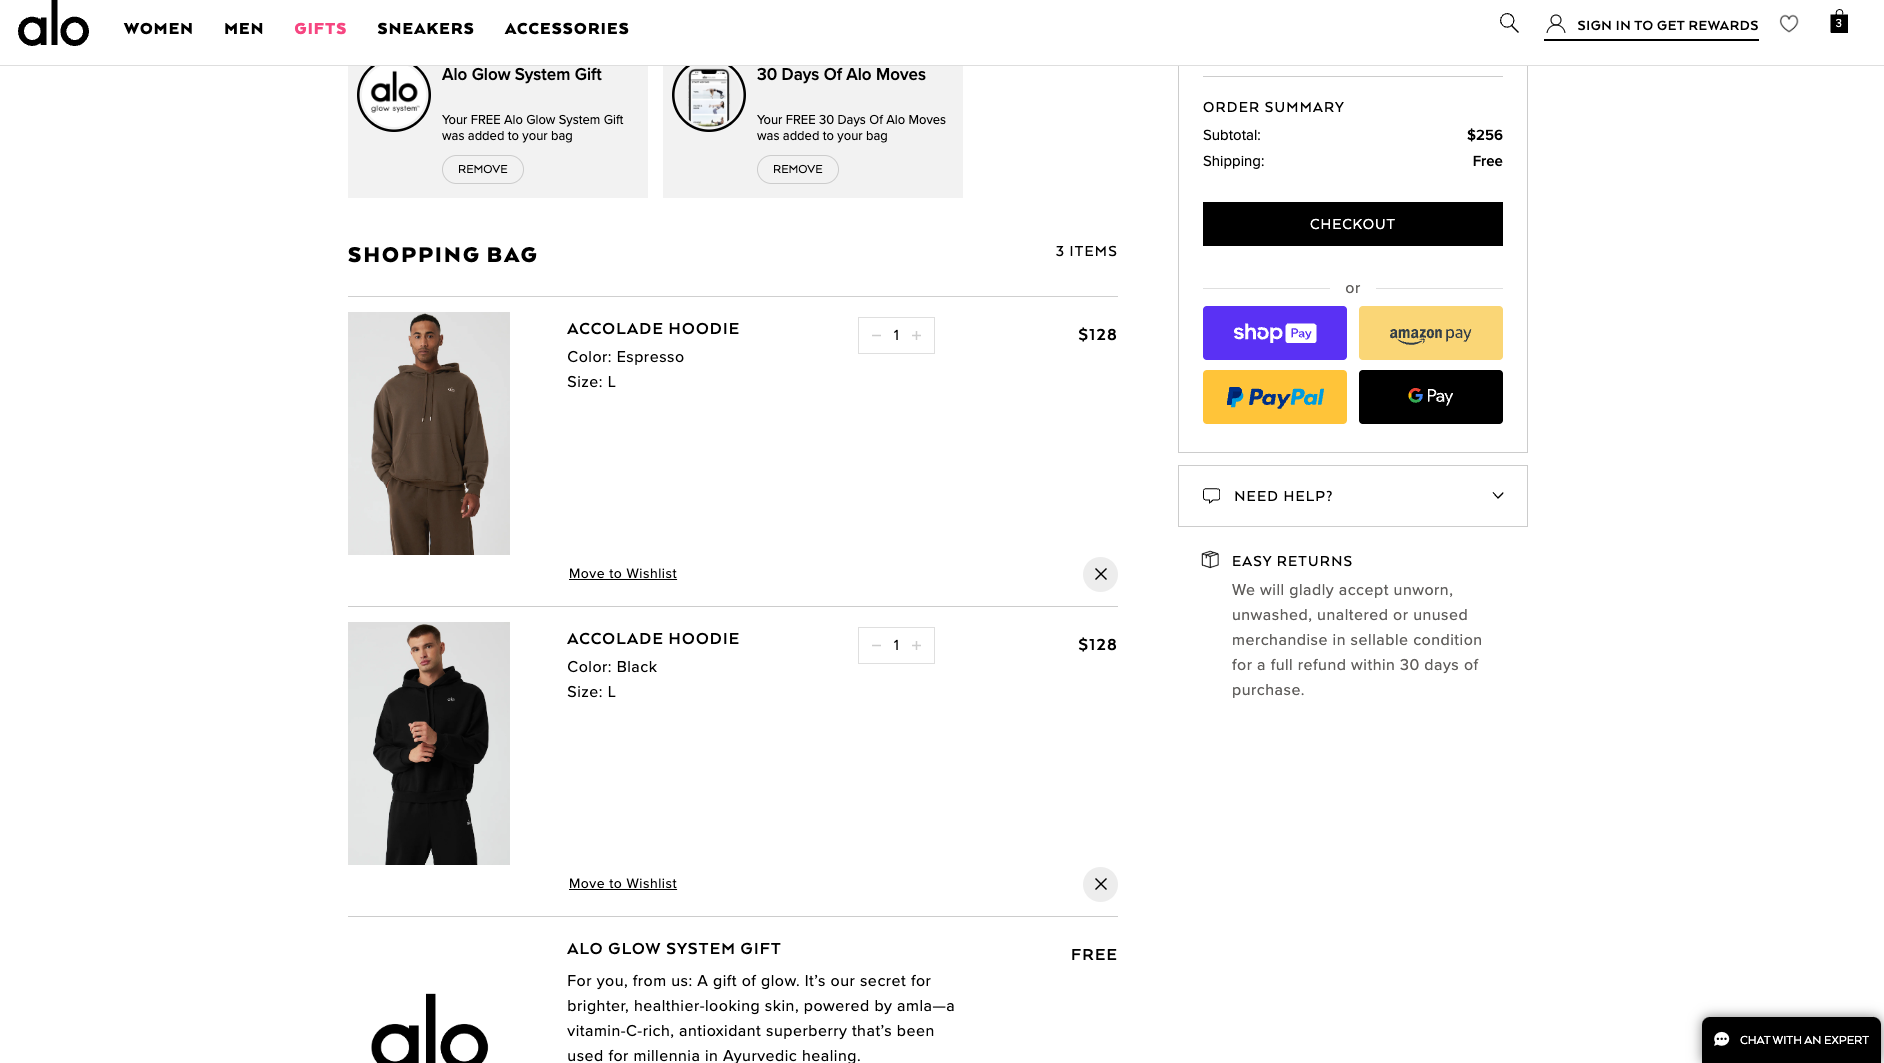 alo
WOMEN
MEN
GIFTS
SNEAKERS
ACCESSORIES
SIGN IN TO GET REWARDS
3
alo
glow system
Alo Glow System Gift
Your FREE Alo Glow System Gift
was added to your bag
REMOVE
30 Days Of Alo Moves
Your FREE 30 Days Of Alo Moves
was added to your bag
REMOVE
SHOPPING BAG
3 ITEMS
ACCOLADE HOODIE
Color: Espresso
Size: L
1
$128
Move to Wishlist
ACCOLADE HOODIE
Color: Black
Size: L
1
$128
Move to Wishlist
alo
ALO GLOW SYSTEM GIFT
FREE
For you, from us: A gift of glow. It’s our secret for
brighter, healthier-looking skin, powered by amla—a
vitamin-C-rich, antioxidant superberry that’s been
used for millennia in Ayurvedic healing.
ORDER SUMMARY
Subtotal: $256
Shipping: Free
CHECKOUT
or
shop Pay
amazon pay
PayPal
G Pay
NEED HELP?
EASY RETURNS
We will gladly accept unworn,
unwashed, unaltered or unused
merchandise in sellable condition
for a full refund within 30 days of
purchase.
CHAT WITH AN EXPERT